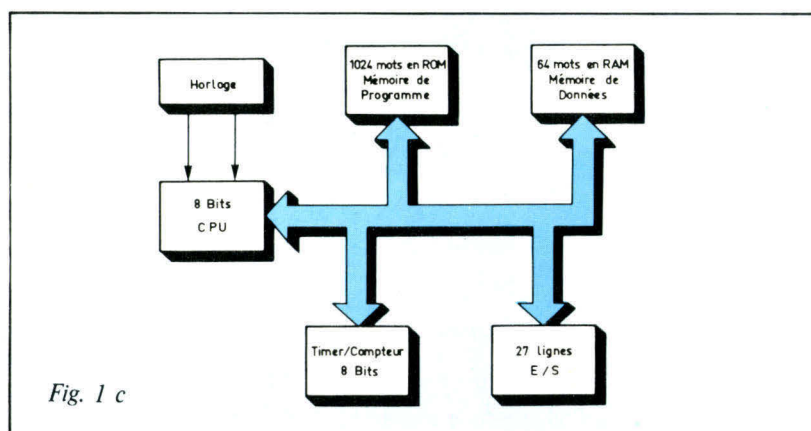 1024 mots en ROM
Mémoire de
Programme
64 mots en RAM
Mémoire de
Données
Horloge
8 Bits
CPU
Timer/Compteur
8 Bits
27 lignes
E/S
Fig. 1 c